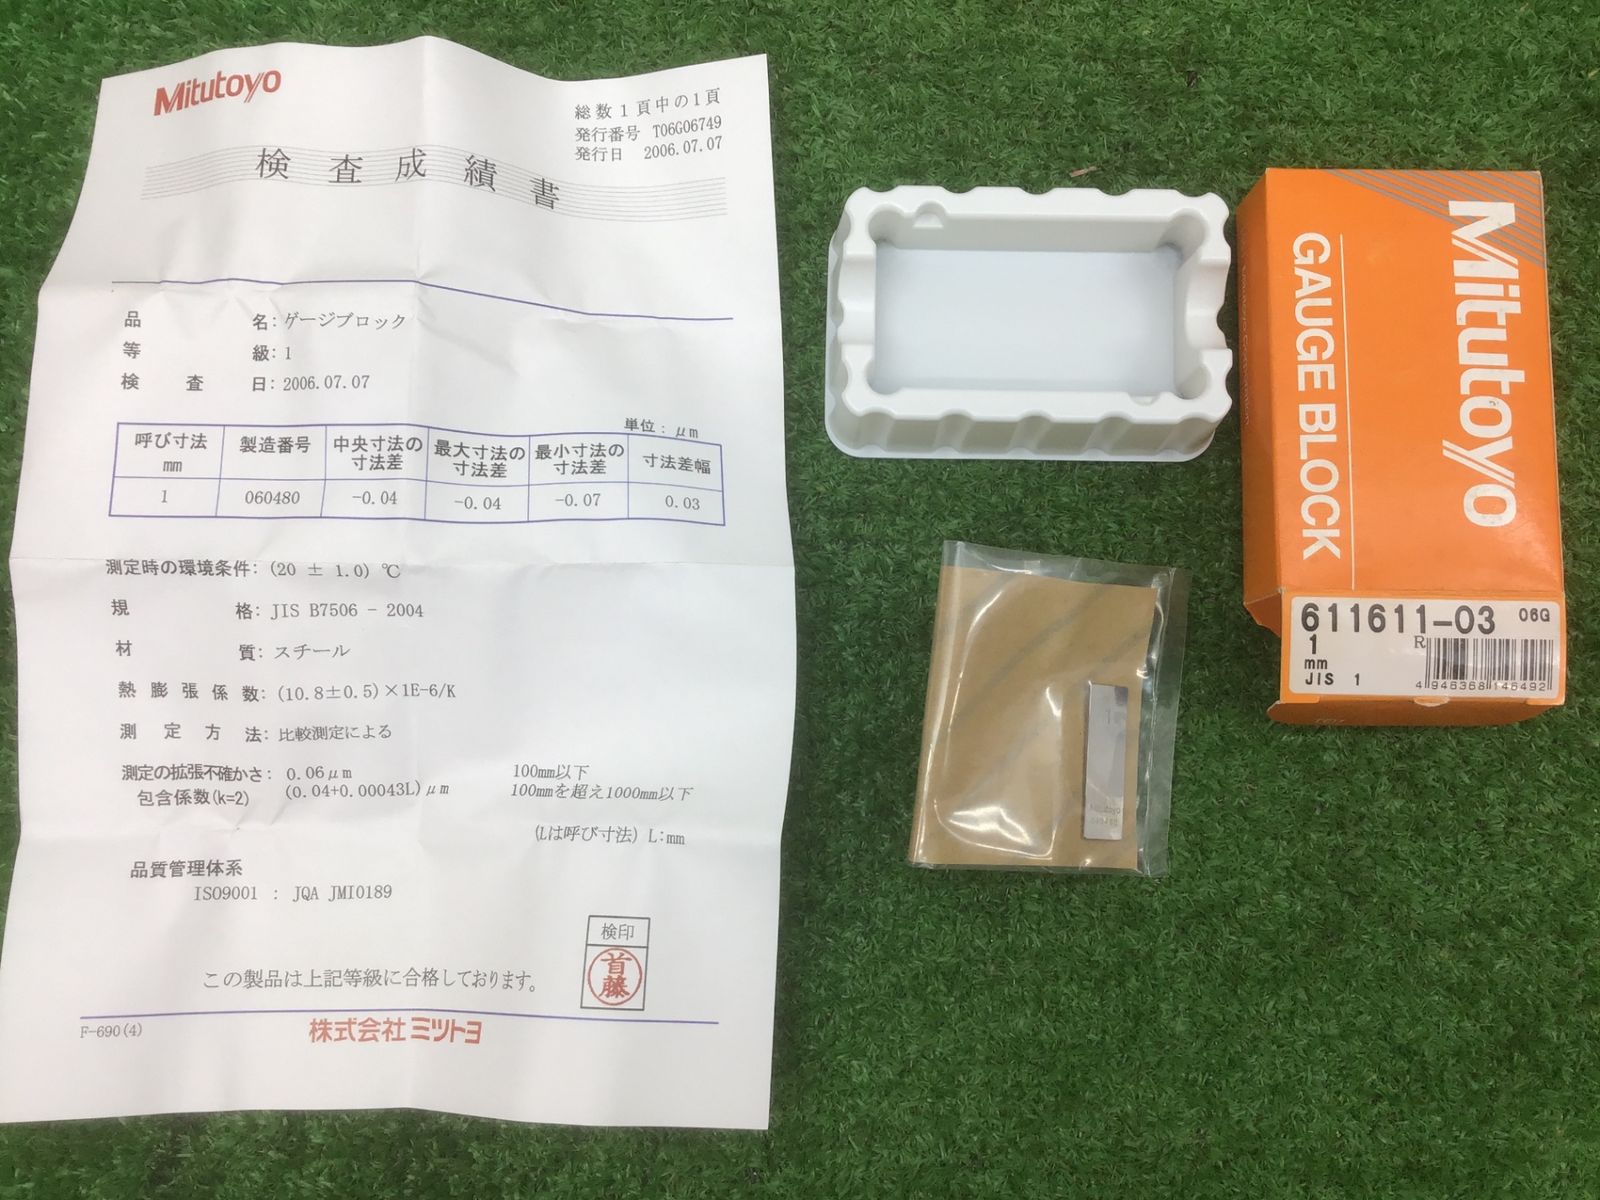 Mitutoyo
総数1頁中の1頁
発行番号 T06G06749
発行日 2006.07.07
検査成績書
品名: ゲージブロック
等級: 1
検査日: 2006.07.07
単位: μm
呼び寸法 mm 製造番号 中央寸法の寸法差 最大寸法の寸法差 最小寸法の寸法差 寸法差幅
1 060480 -0.04 -0.04 -0.07 0.03
測定時の環境条件: (20 ± 1.0) ℃
規格: JIS B7506 - 2004
材質: スチール
熱膨張係数: (10.8±0.5)×1E-6/K
測定方法: 比較測定による
測定の拡張不確かさ: 0.06μm 100mm以下
包含係数(k=2) (0.04+0.00043L)μm 100mmを超え1000mm以下
(Lは呼び寸法) L:mm
品質管理体系
ISO9001 : JQA JMI0189
検印
首藤
この製品は上記等級に合格しております。
F-690(4)
株式会社ミツトヨ
Mitutoyo
GAUGE BLOCK
611611-03 06G
1 R
mm
JIS 1
4 946368 146492
1
Mitutoyo